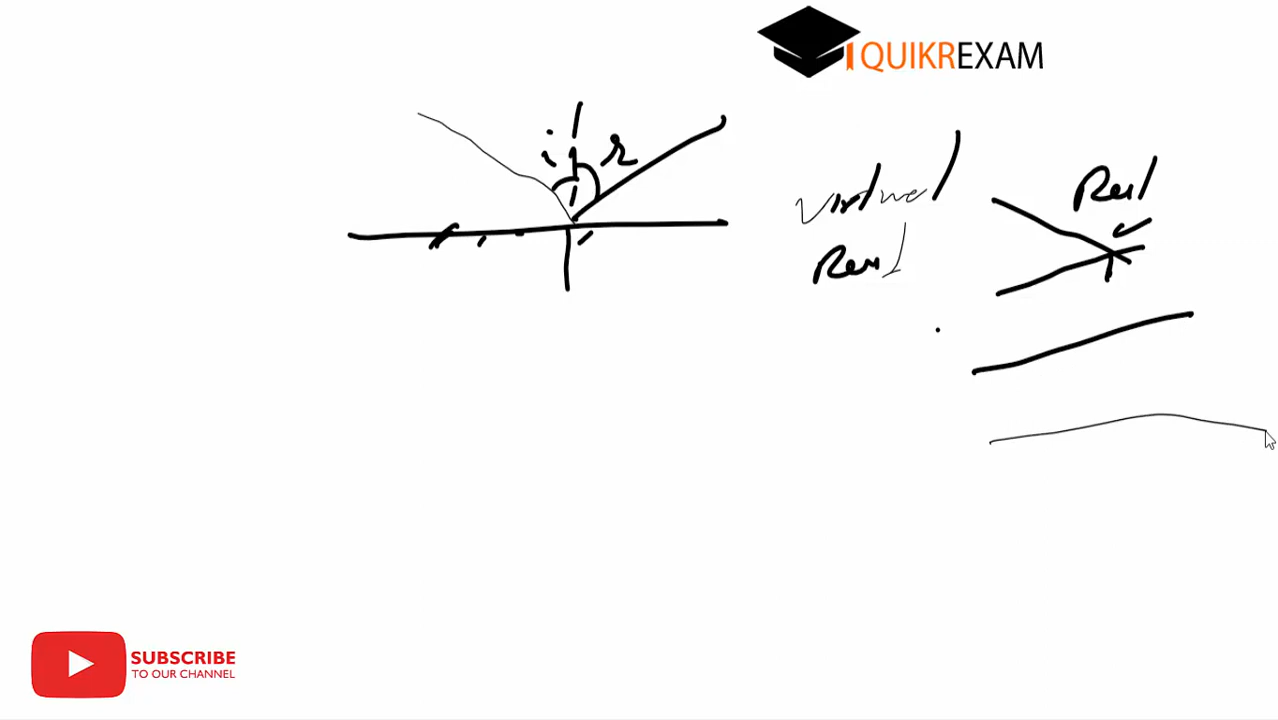 QUIKREXAM
i r
Virtual
Real
Real
SUBSCRIBE
TO OUR CHANNEL